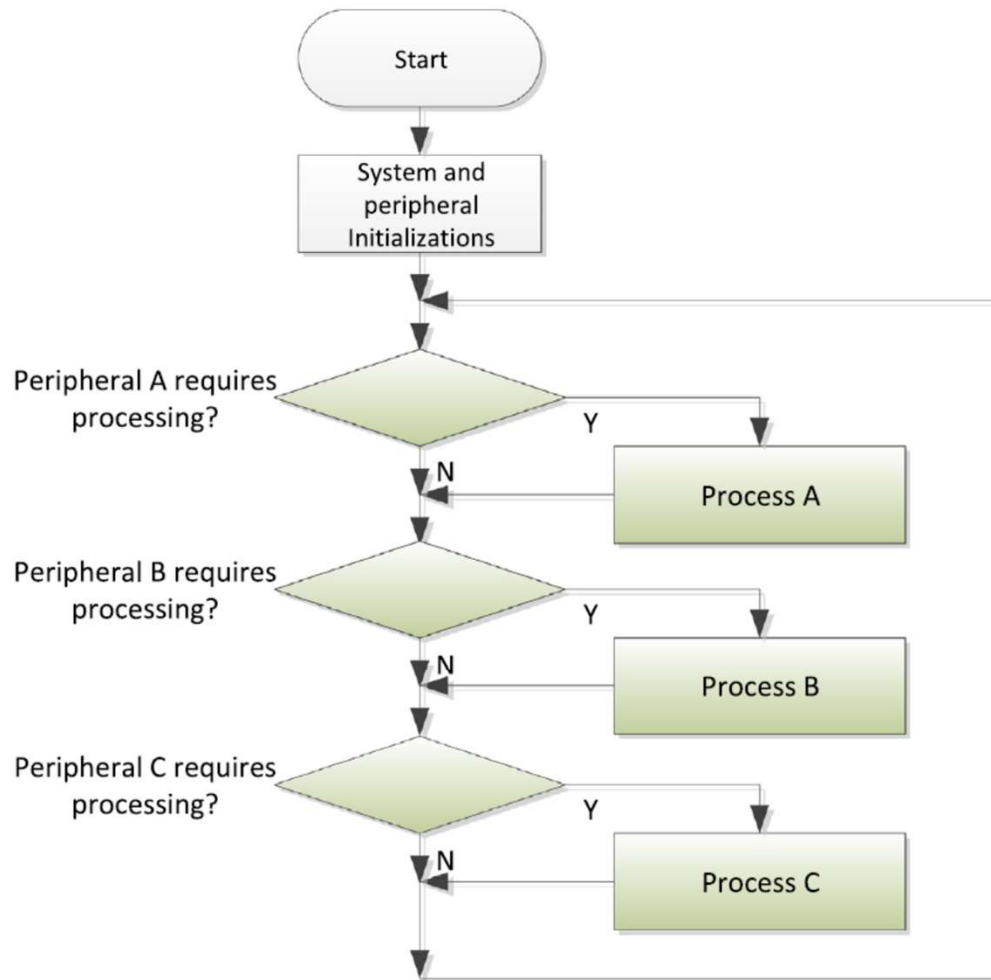 Start
System and
peripheral
Initializations
Peripheral A requires
processing?
Y
N
Process A
Peripheral B requires
processing?
Y
N
Process B
Peripheral C requires
processing?
Y
N
Process C